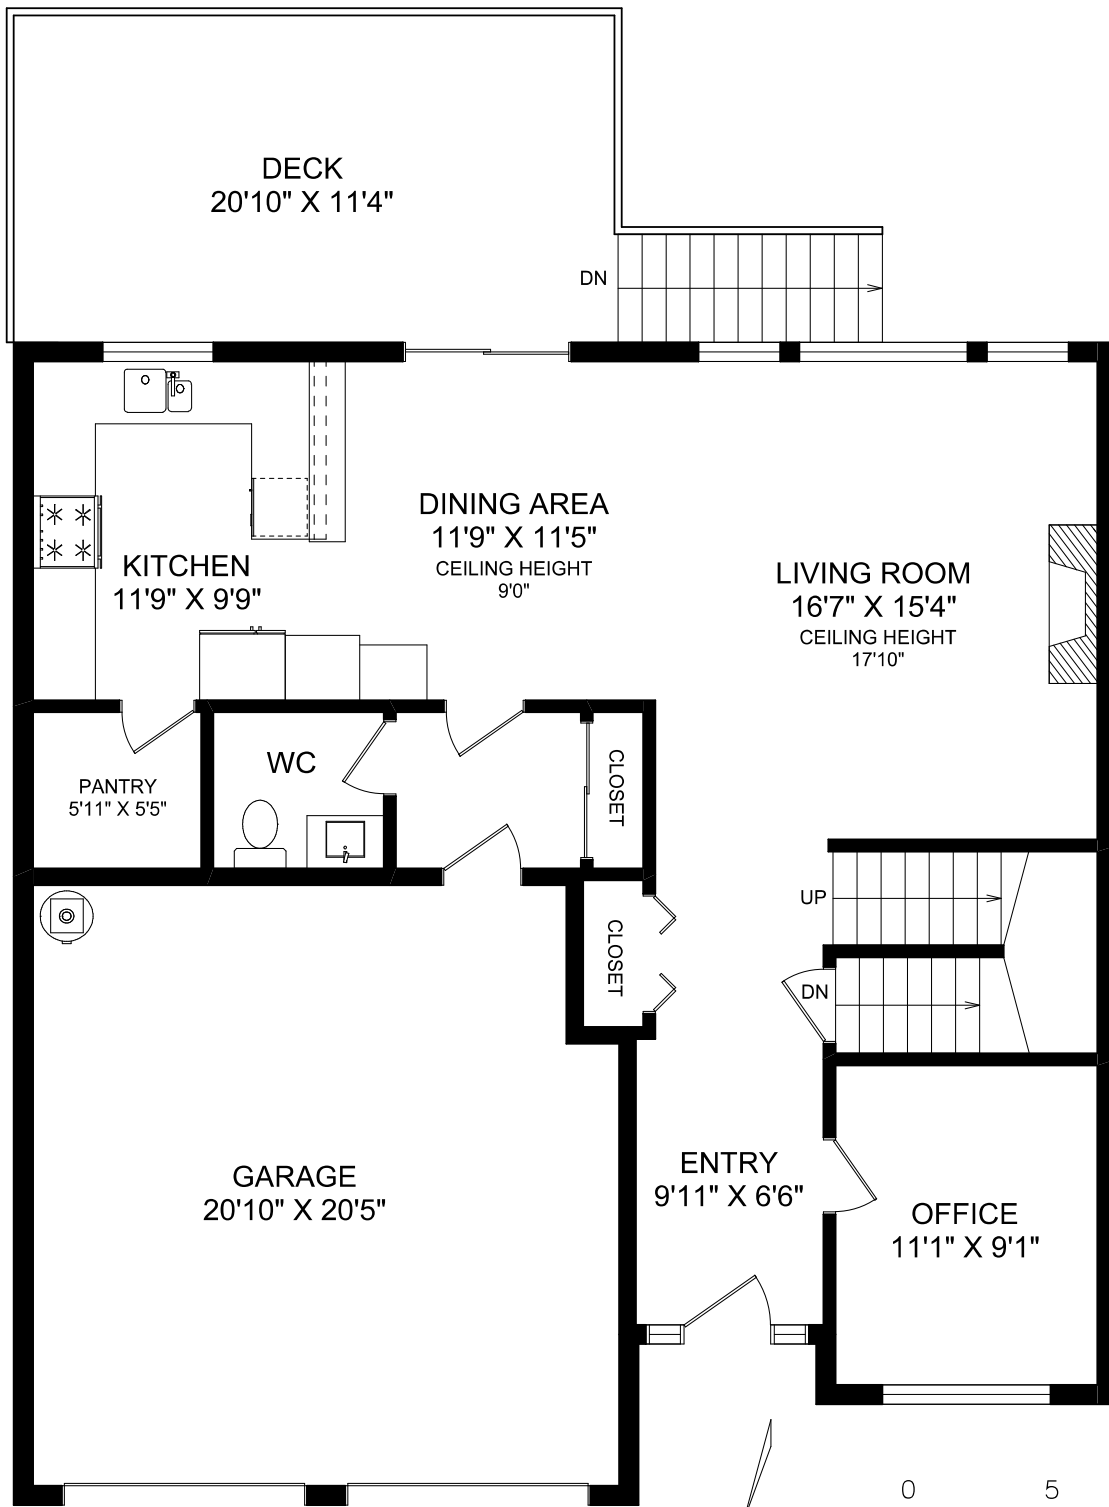 DECK
20'10" X 11'4"
DN
DINING AREA
11'9" X 11'5"
CEILING HEIGHT
9'0"
KITCHEN
11'9" X 9'9"
LIVING ROOM
16'7" X 15'4"
CEILING HEIGHT
17'10"
WC
PANTRY
5'11" X 5'5"
CLOSET
UP
CLOSET
DN
ENTRY
9'11" X 6'6"
GARAGE
20'10" X 20'5"
OFFICE
11'1" X 9'1"
0 5